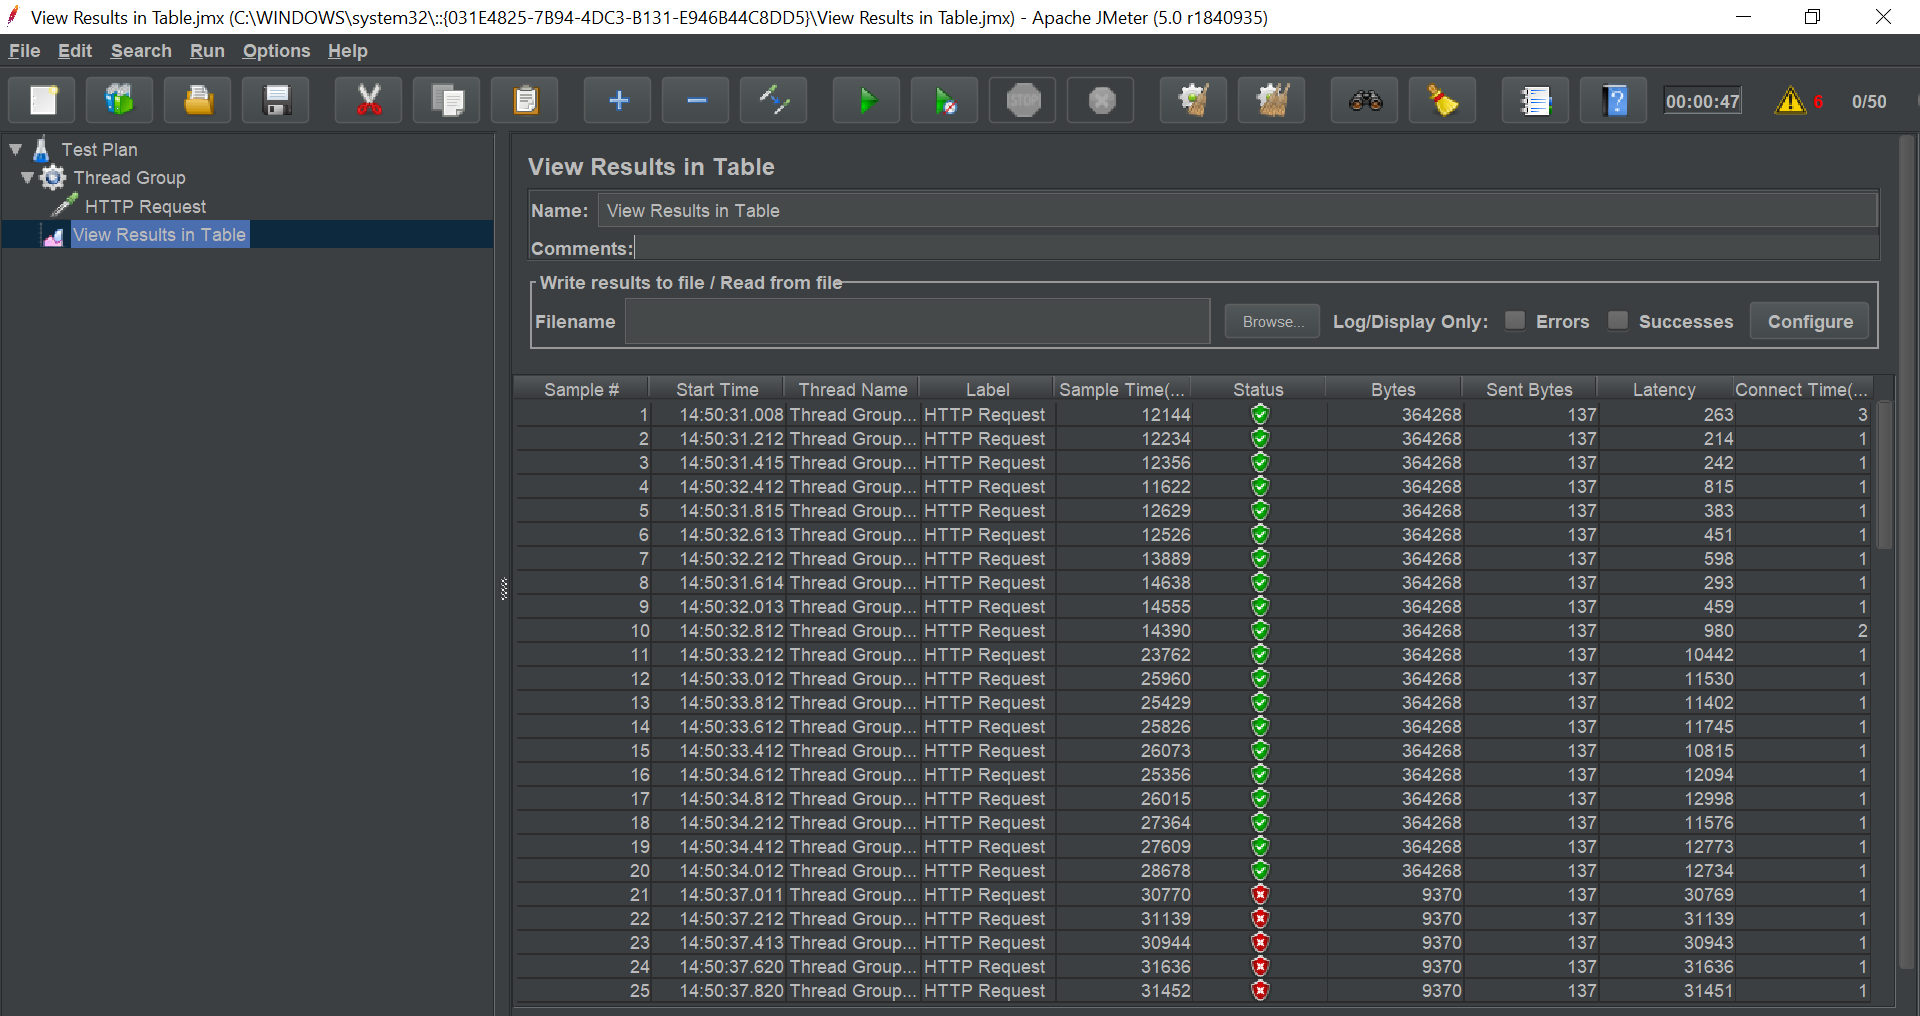 View Results in Table.jmx (C:\WINDOWS\system32\::{031E4825-7B94-4DC3-B131-E946B44C8DD5}\View Results in Table.jmx) - Apache JMeter (5.0 r1840935)
File Edit Search Run Options Help
STOP 00:00:47 6 0/50
Test Plan
Thread Group
HTTP Request
View Results in Table
View Results in Table
Name: View Results in Table
Comments:
Write results to file / Read from file
Filename Browse... Log/Display Only: Errors Successes Configure
Sample # Start Time Thread Name Label Sample Time(... Status Bytes Sent Bytes Latency Connect Time(...
1 14:50:31.008 Thread Group... HTTP Request 12144 364268 137 263 3
2 14:50:31.212 Thread Group... HTTP Request 12234 364268 137 214 1
3 14:50:31.415 Thread Group... HTTP Request 12356 364268 137 242 1
4 14:50:32.412 Thread Group... HTTP Request 11622 364268 137 815 1
5 14:50:31.815 Thread Group... HTTP Request 12629 364268 137 383 1
6 14:50:32.613 Thread Group... HTTP Request 12526 364268 137 451 1
7 14:50:32.212 Thread Group... HTTP Request 13889 364268 137 598 1
8 14:50:31.614 Thread Group... HTTP Request 14638 364268 137 293 1
9 14:50:32.013 Thread Group... HTTP Request 14555 364268 137 459 1
10 14:50:32.812 Thread Group... HTTP Request 14390 364268 137 980 2
11 14:50:33.212 Thread Group... HTTP Request 23762 364268 137 10442 1
12 14:50:33.012 Thread Group... HTTP Request 25960 364268 137 11530 1
13 14:50:33.812 Thread Group... HTTP Request 25429 364268 137 11402 1
14 14:50:33.612 Thread Group... HTTP Request 25826 364268 137 11745 1
15 14:50:33.412 Thread Group... HTTP Request 26073 364268 137 10815 1
16 14:50:34.612 Thread Group... HTTP Request 25356 364268 137 12094 1
17 14:50:34.812 Thread Group... HTTP Request 26015 364268 137 12998 1
18 14:50:34.212 Thread Group... HTTP Request 27364 364268 137 11576 1
19 14:50:34.412 Thread Group... HTTP Request 27609 364268 137 12773 1
20 14:50:34.012 Thread Group... HTTP Request 28678 364268 137 12734 1
21 14:50:37.011 Thread Group... HTTP Request 30770 9370 137 30769 1
22 14:50:37.212 Thread Group... HTTP Request 31139 9370 137 31139 1
23 14:50:37.413 Thread Group... HTTP Request 30944 9370 137 30943 1
24 14:50:37.620 Thread Group... HTTP Request 31636 9370 137 31636 1
25 14:50:37.820 Thread Group... HTTP Request 31452 9370 137 31451 1